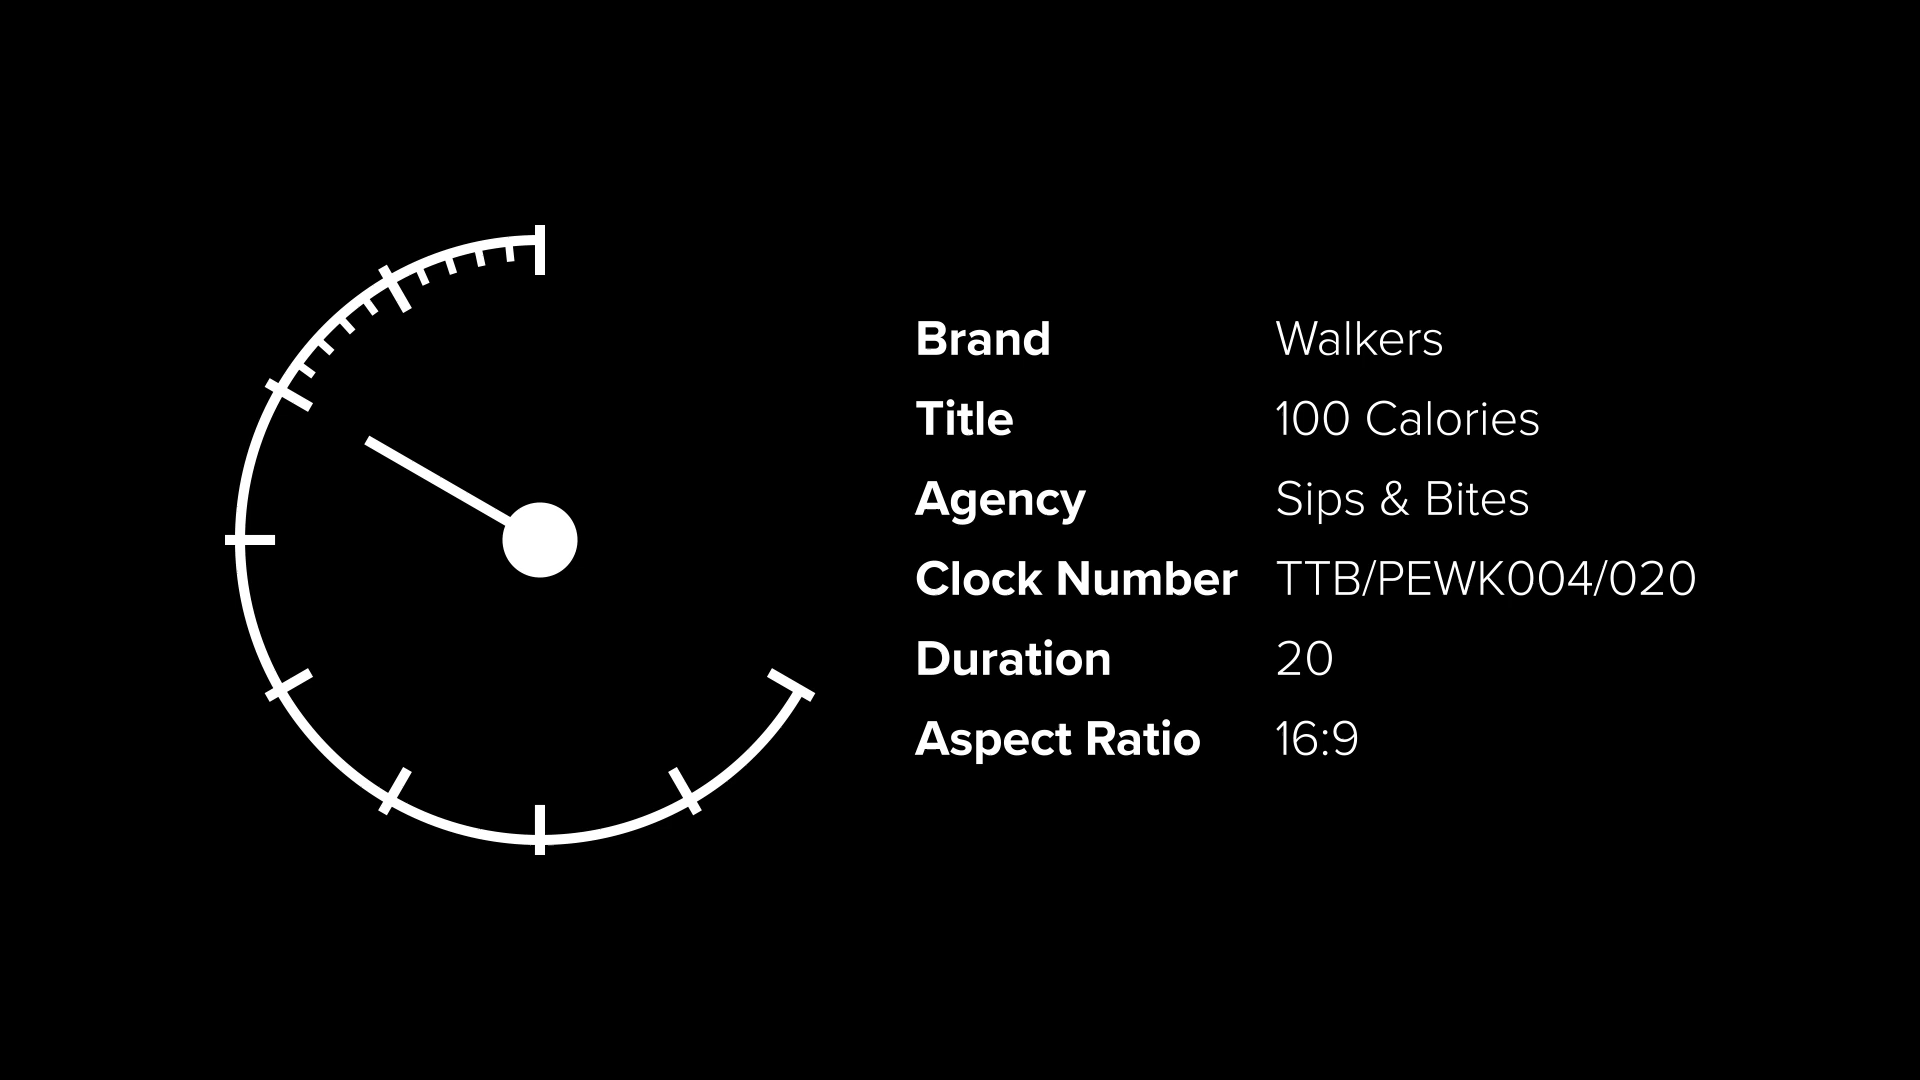 Brand Walkers
Title 100 Calories
Agency Sips & Bites
Clock Number TTB/PEWK004/020
Duration 20
Aspect Ratio 16:9